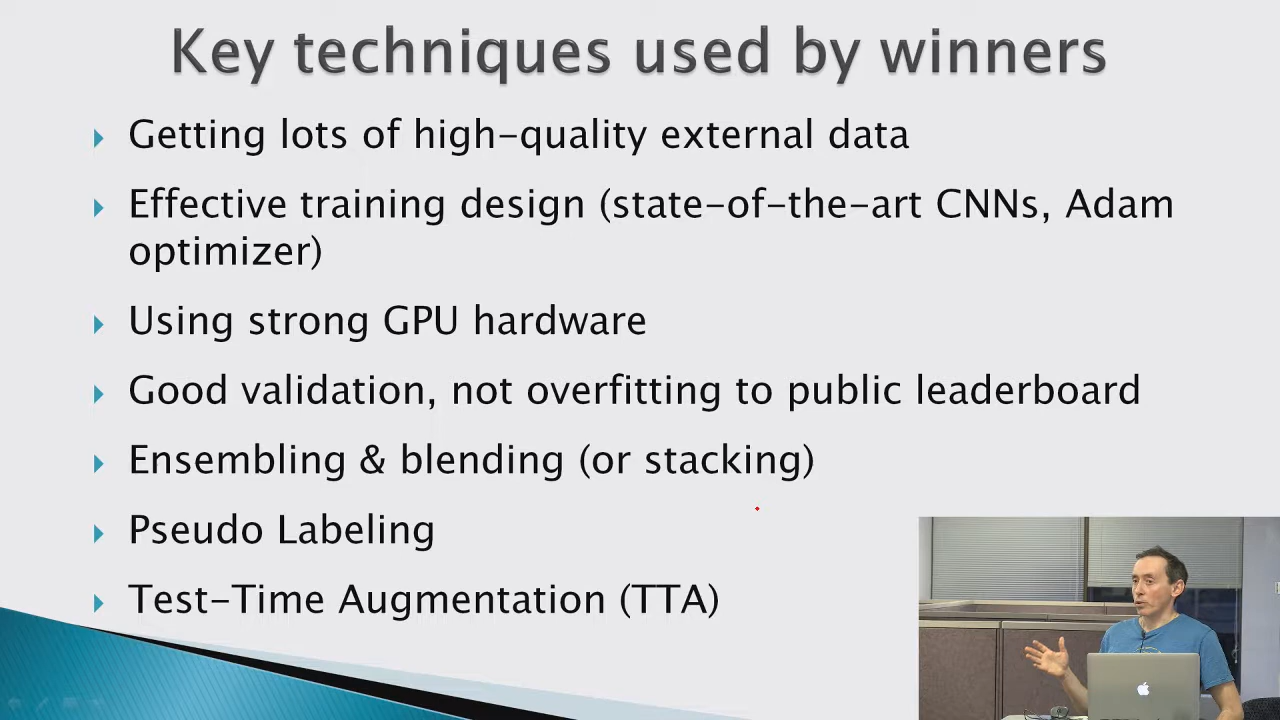 Key techniques used by winners
Getting lots of high-quality external data
Effective training design (state-of-the-art CNNs, Adam
optimizer)
Using strong GPU hardware
Good validation, not overfitting to public leaderboard
Ensembling & blending (or stacking)
Pseudo Labeling
Test-Time Augmentation (TTA)